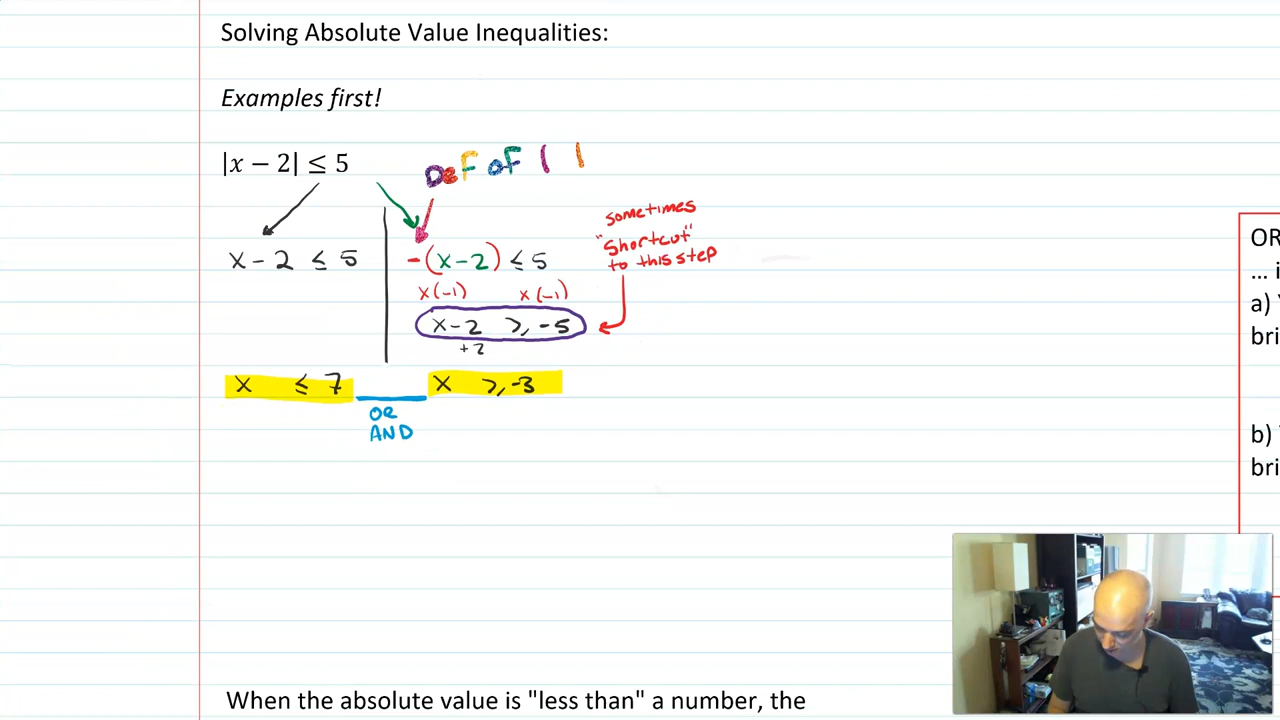 Solving Absolute Value Inequalities:
Examples first!
|x − 2| ≤ 5
DeF oF | |
sometimes
"shortcut"
to this step
x - 2 ≤ 5
-(x-2) ≤ 5
x(-1) x(-1)
x-2 ≥ -5
+2
x ≤ 7
x ≥ -3
OR
AND
OR
... i
a)
bri
b)
bri
When the absolute value is "less than" a number, the